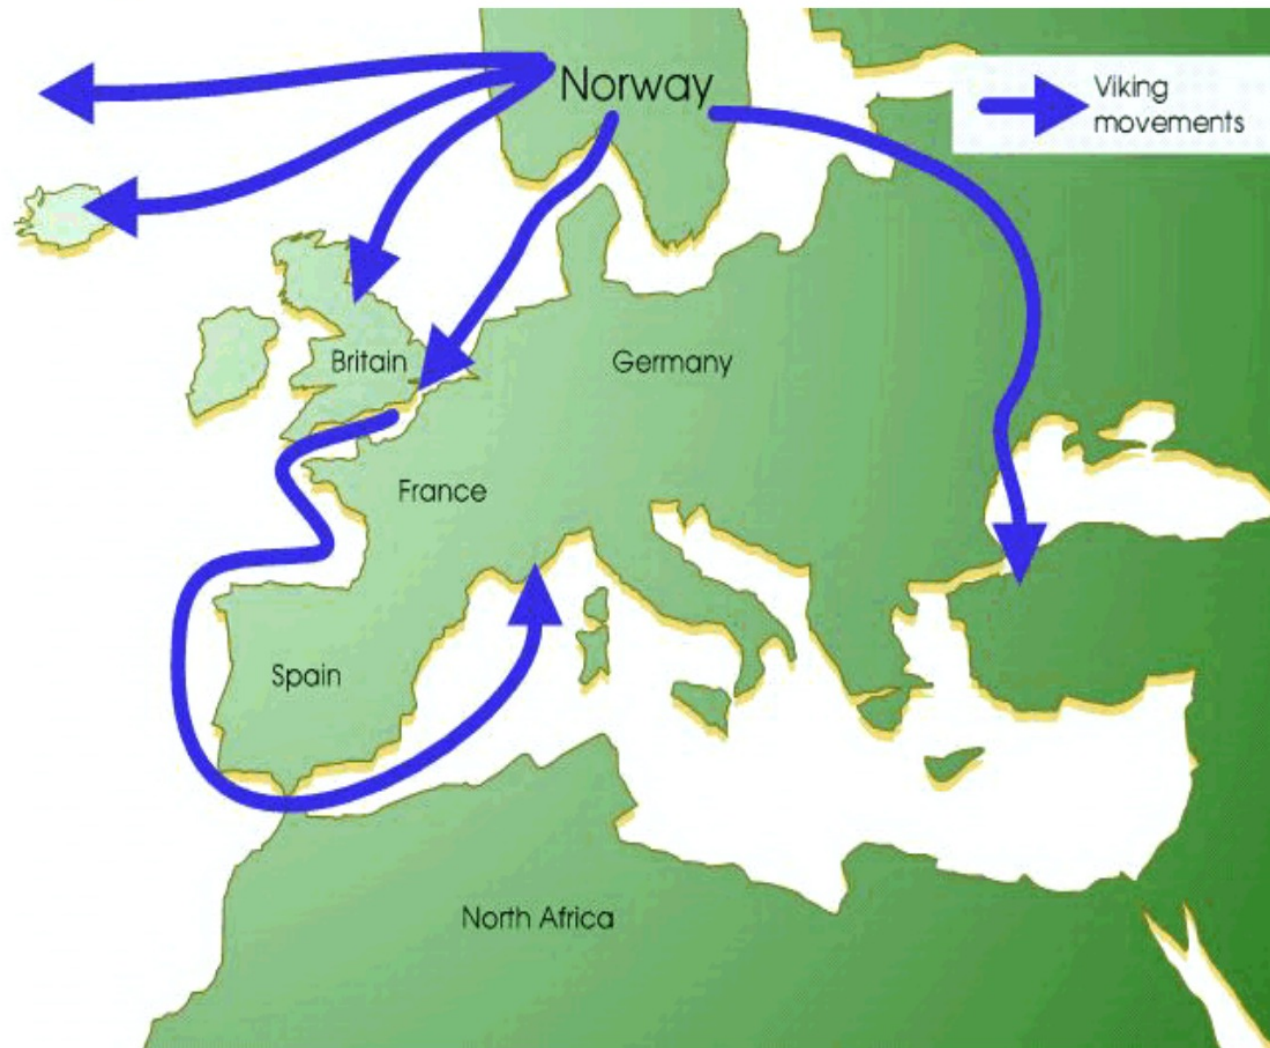 Norway
Viking
movements
Britain
Germany
France
Spain
North Africa